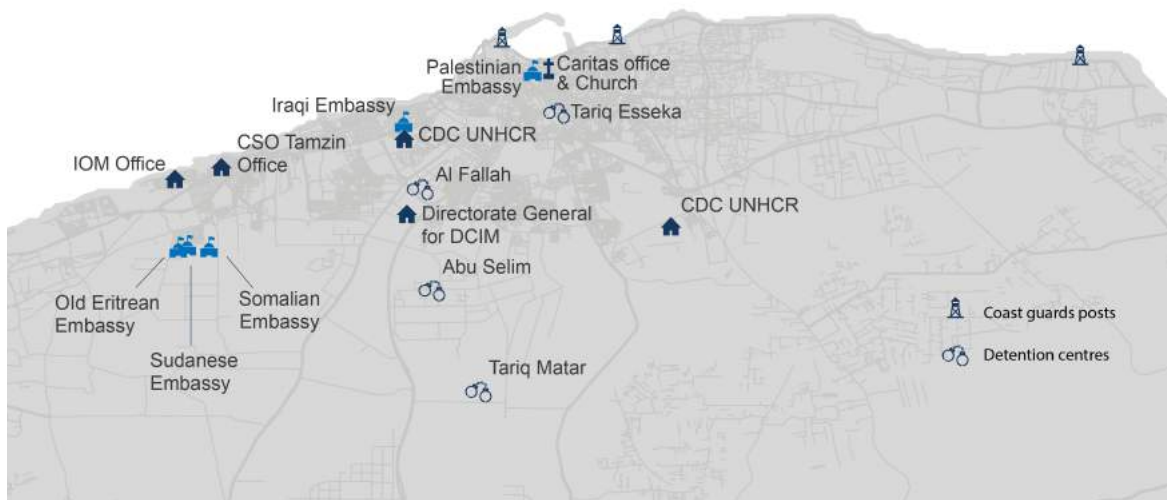 Palestinian
Embassy
Caritas office
& Church
Iraqi Embassy
Tariq Esseka
CSO Tamzin
Office
CDC UNHCR
IOM Office
Al Fallah
Directorate General
for DCIM
CDC UNHCR
Abu Selim
Old Eritrean
Embassy
Somalian
Embassy
Sudanese
Embassy
Tariq Matar
Coast guards posts
Detention centres